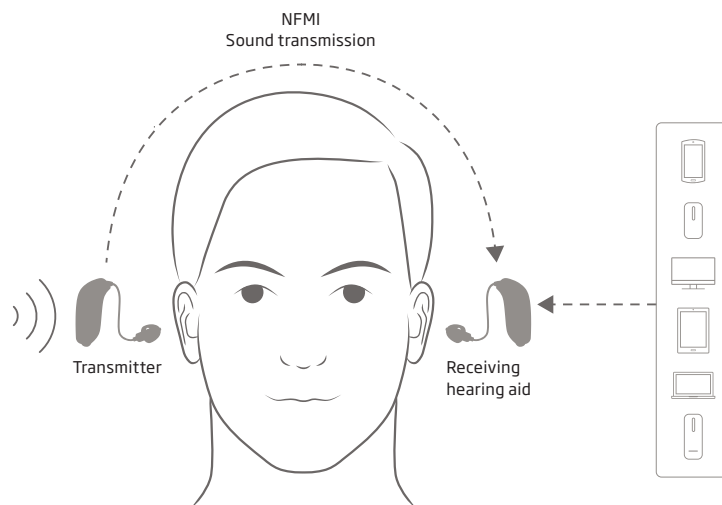 NFMI
Sound transmission
Transmitter
Receiving
hearing aid